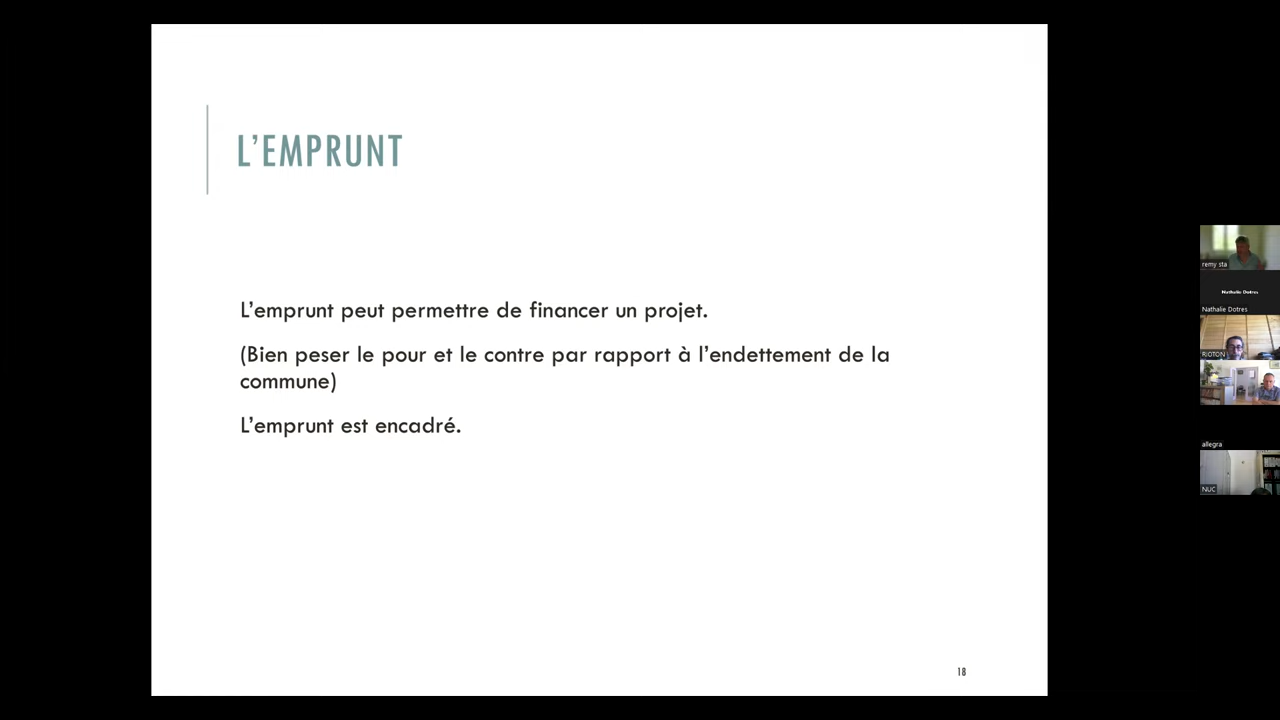 L'EMPRUNT
L'emprunt peut permettre de financer un projet.
(Bien peser le pour et le contre par rapport à l'endettement de la
commune)
L'emprunt est encadré.
18
remy sta
Nathalie Dotres
Nathalie Dotres
RIOTON
allegra
NUC